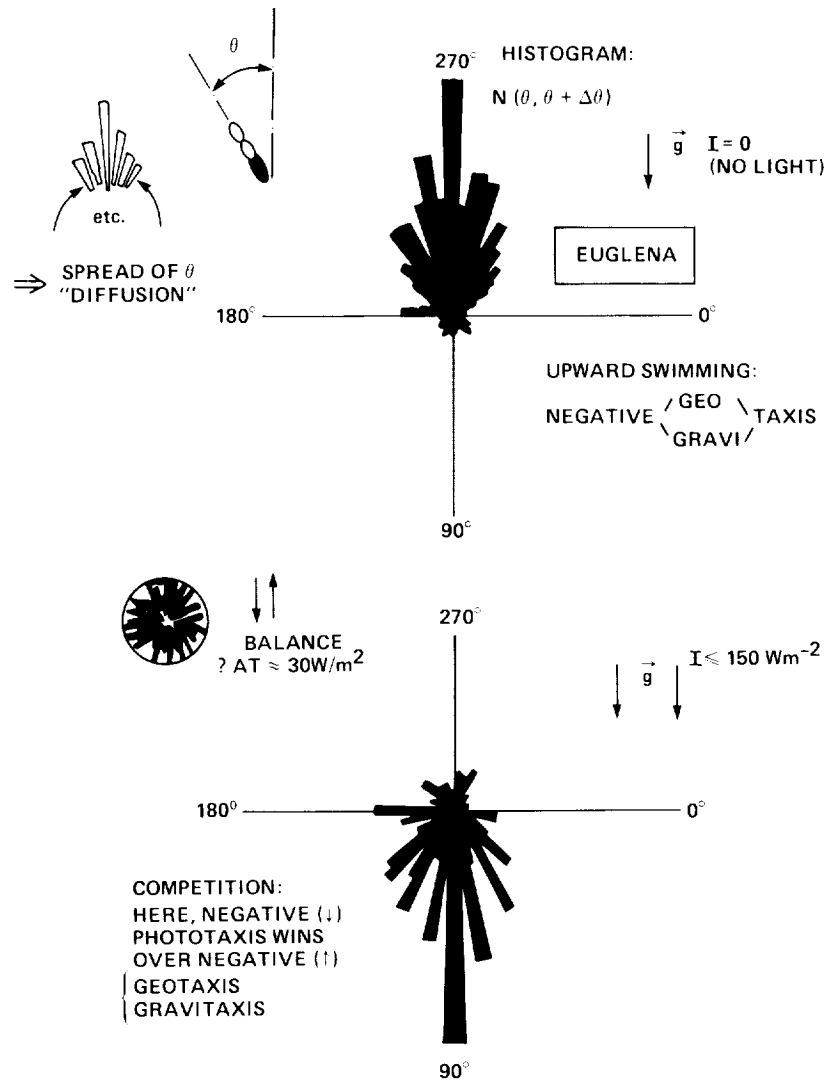 θ
270°
HISTOGRAM:
N (θ, θ + Δθ)
g⃗ I = 0
(NO LIGHT)
etc.
⇒ SPREAD OF θ
"DIFFUSION"
EUGLENA
180°
0°
UPWARD SWIMMING:
GEO
NEGATIVE TAXIS
GRAVI
90°
270°
BALANCE
? AT ≈ 30W/m²
g⃗ I ⩽ 150 Wm⁻²
180⁰
0°
COMPETITION:
HERE, NEGATIVE (↓)
PHOTOTAXIS WINS
OVER NEGATIVE (↑)
GEOTAXIS
GRAVITAXIS
90°